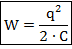 W = q² / 2 · C